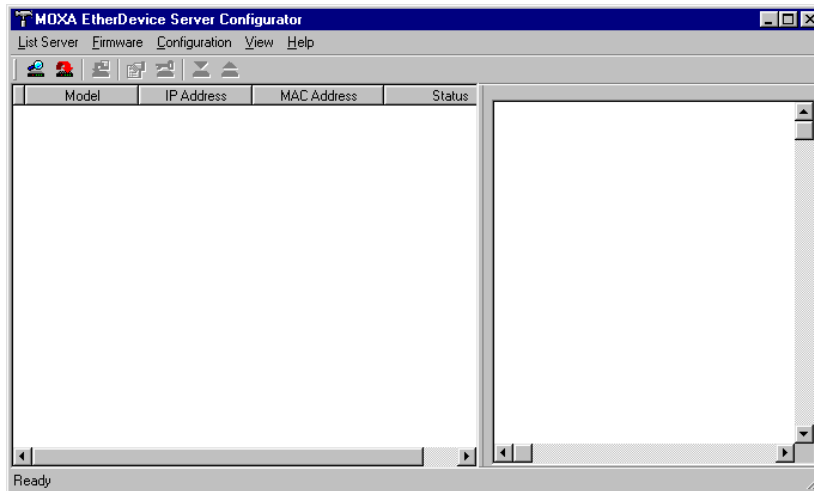 MOXA EtherDevice Server Configurator
List Server Firmware Configuration View Help
Model IP Address MAC Address Status
Ready